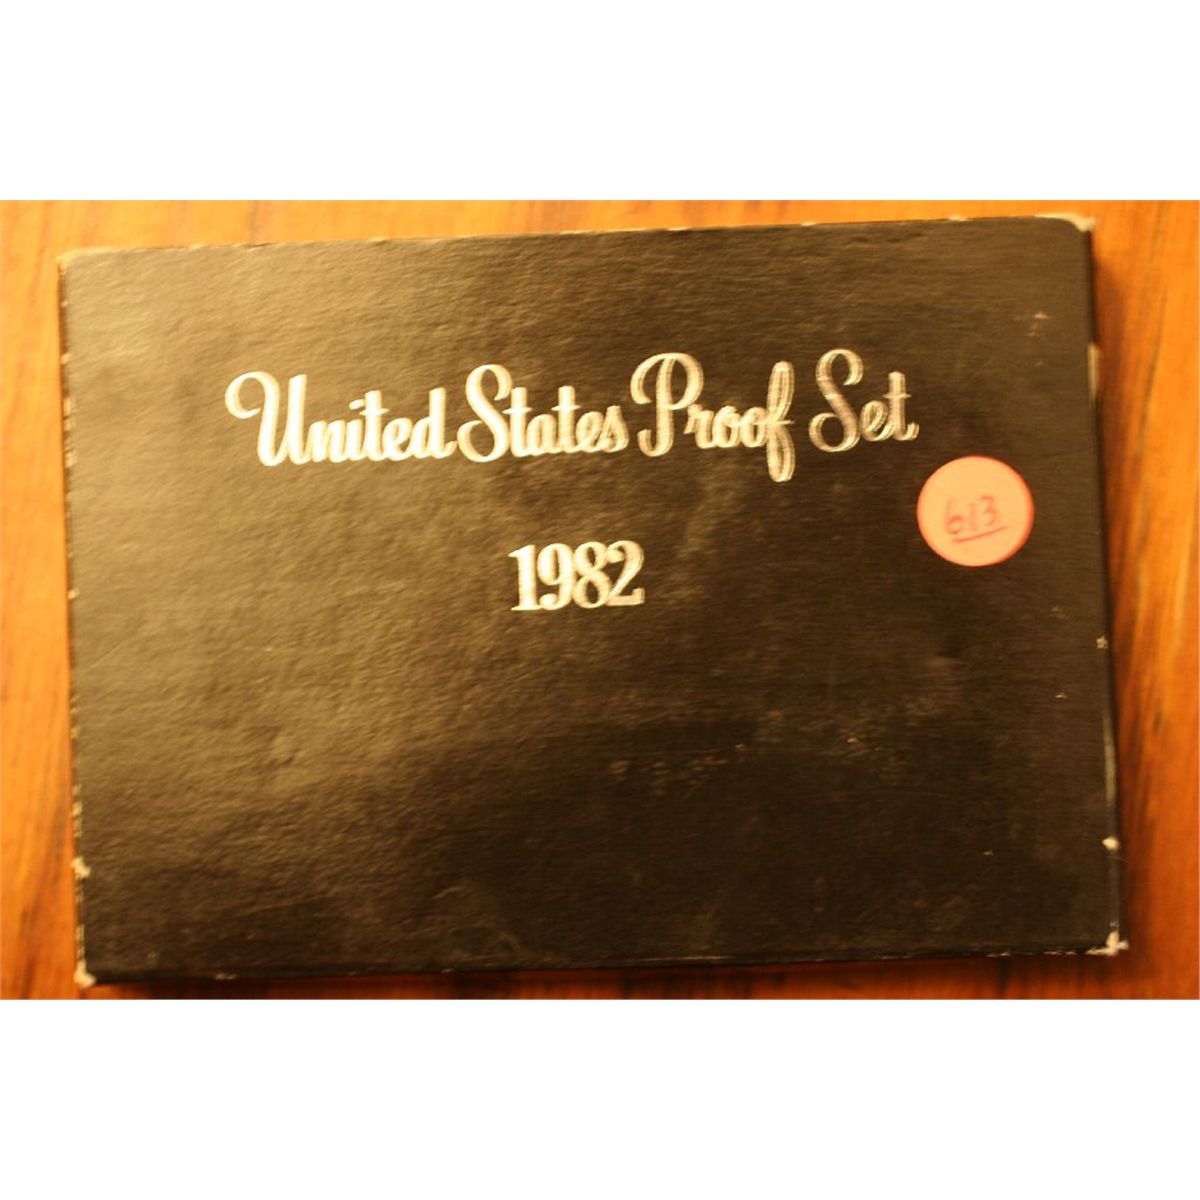 United States Proof Set
613
1982